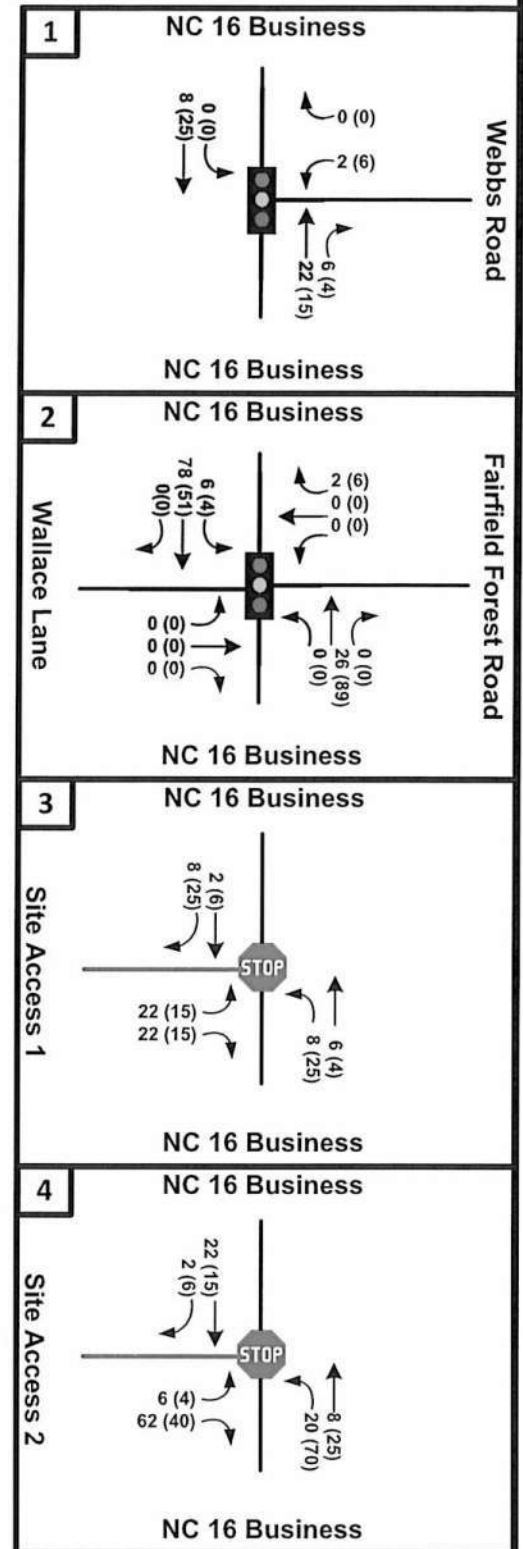 1
NC 16 Business
Webbs Road
0 (0)
8 (25)
0 (0)
2 (6)
6 (4)
22 (15)
NC 16 Business
2
NC 16 Business
Fairfield Forest Road
Wallace Lane
6 (4)
78 (51)
0(0)
2 (6)
0 (0)
0 (0)
0 (0)
0 (0)
0 (0)
0 (0)
26 (89)
0 (0)
NC 16 Business
3
NC 16 Business
Site Access 1
2 (6)
8 (25)
STOP
22 (15)
22 (15)
6 (4)
8 (25)
NC 16 Business
4
NC 16 Business
Site Access 2
22 (15)
2 (6)
STOP
6 (4)
62 (40)
8 (25)
20 (70)
NC 16 Business